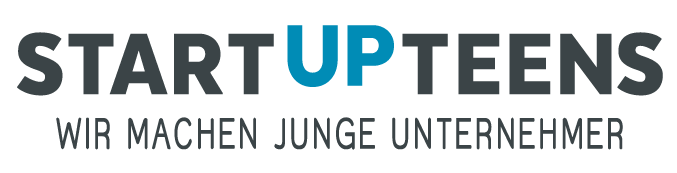 STARTUPTEENS
WIR MACHEN JUNGE UNTERNEHMER